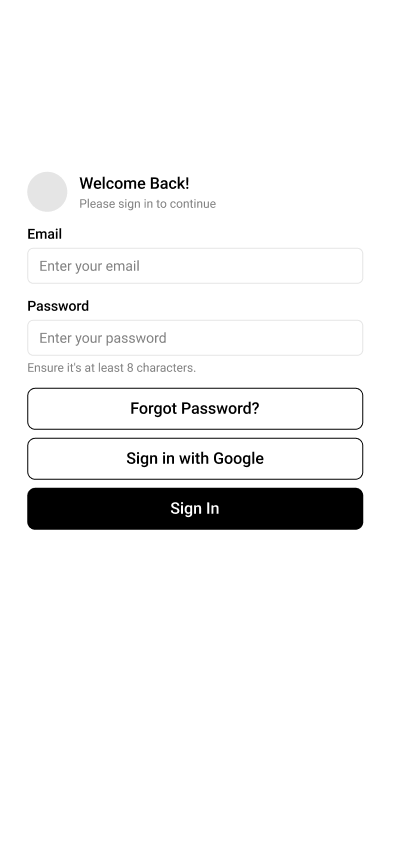 Welcome Back!
Please sign in to continue
Email
Enter your email
Password
Enter your password
Ensure it's at least 8 characters.
Forgot Password?
Sign in with Google
Sign In